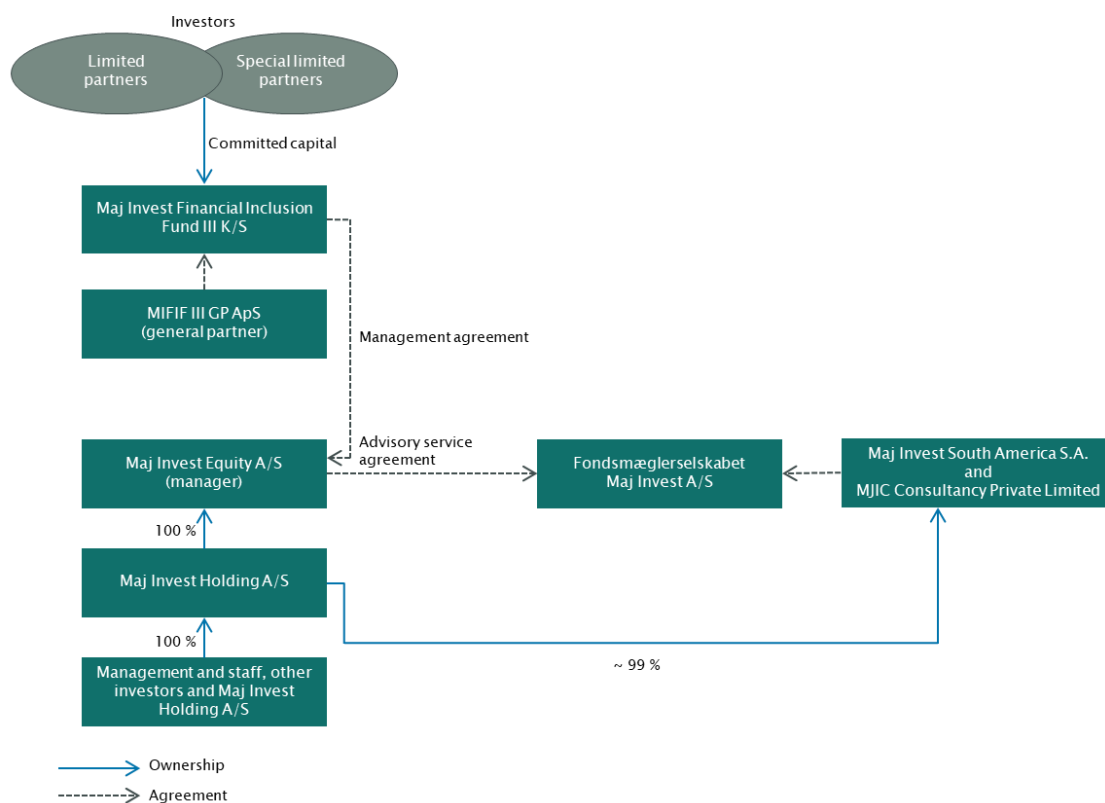 Investors
Limited
partners
Special limited
partners
Committed capital
Maj Invest Financial Inclusion
Fund III K/S
MIFIF III GP ApS
(general partner)
Management agreement
Maj Invest Equity A/S
(manager)
Advisory service
agreement
Fondsmæglerselskabet
Maj Invest A/S
Maj Invest South America S.A.
and
MJIC Consultancy Private Limited
100 %
Maj Invest Holding A/S
100 %
~ 99 %
Management and staff, other
investors and Maj Invest
Holding A/S
Ownership
Agreement